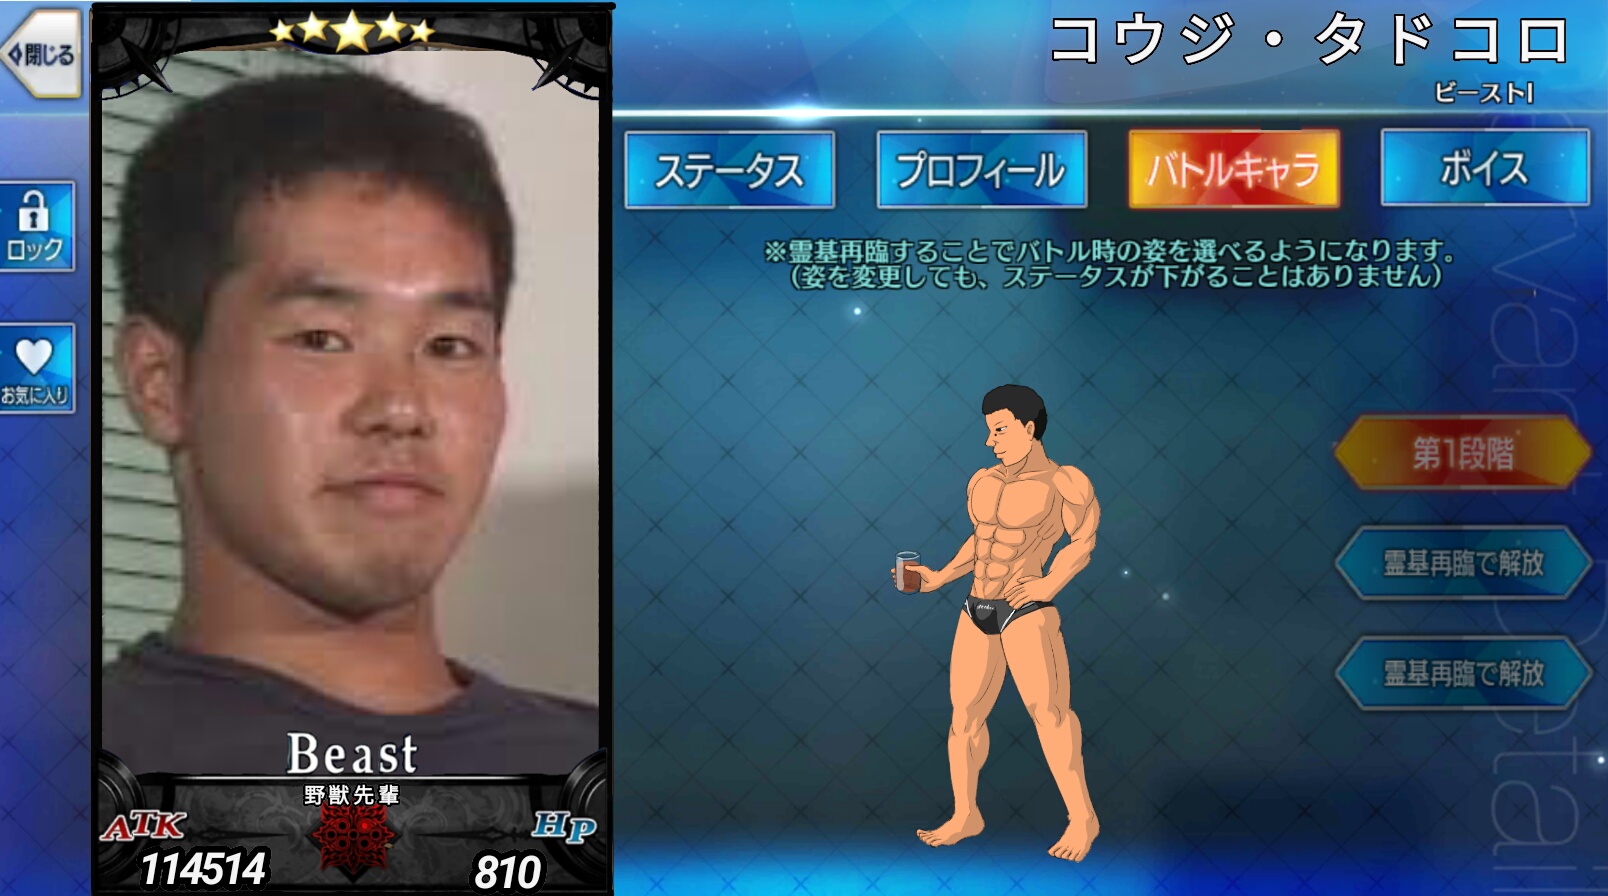 閉じる
コウジ・タドコロ
ビーストI
ステータス
プロフィール
バトルキャラ
ボイス
※霊基再臨することでバトル時の姿を選べるようになります。
（姿を変更しても、ステータスが下がることはありません）
ロック
お気に入り
第1段階
霊基再臨で解放
霊基再臨で解放
Beast
野獣先輩
ATK
HP
114514
810